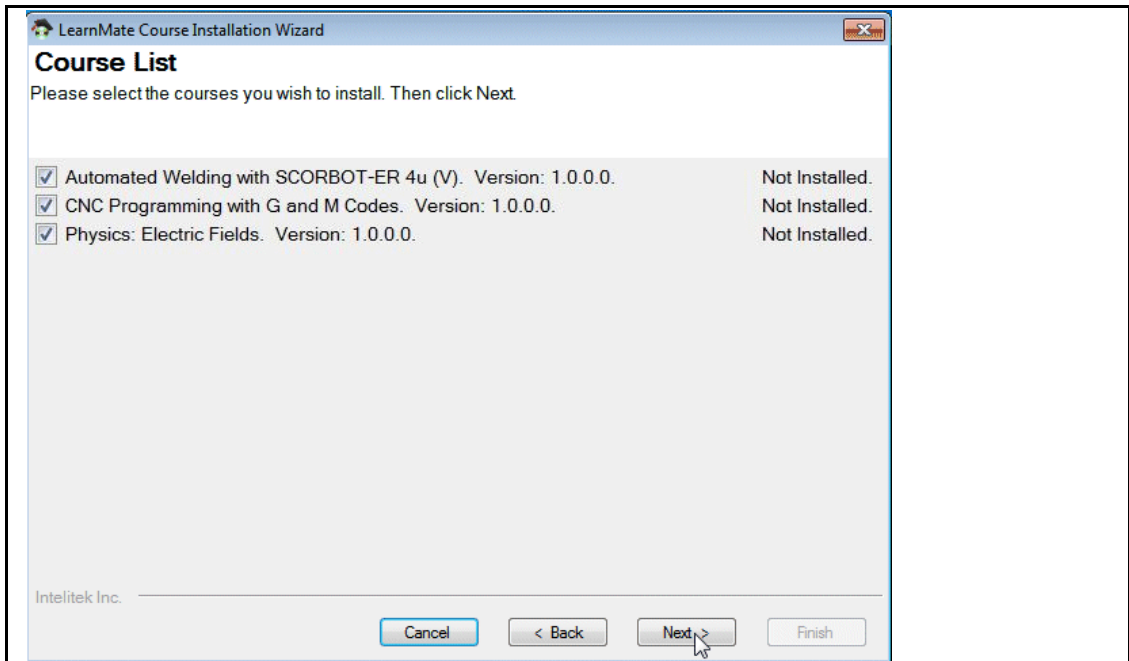 LearnMate Course Installation Wizard
Course List
Please select the courses you wish to install. Then click Next.
Automated Welding with SCORBOT-ER 4u (V). Version: 1.0.0.0. Not Installed.
CNC Programming with G and M Codes. Version: 1.0.0.0. Not Installed.
Physics: Electric Fields. Version: 1.0.0.0. Not Installed.
Intelitek Inc.
Cancel < Back Next > Finish